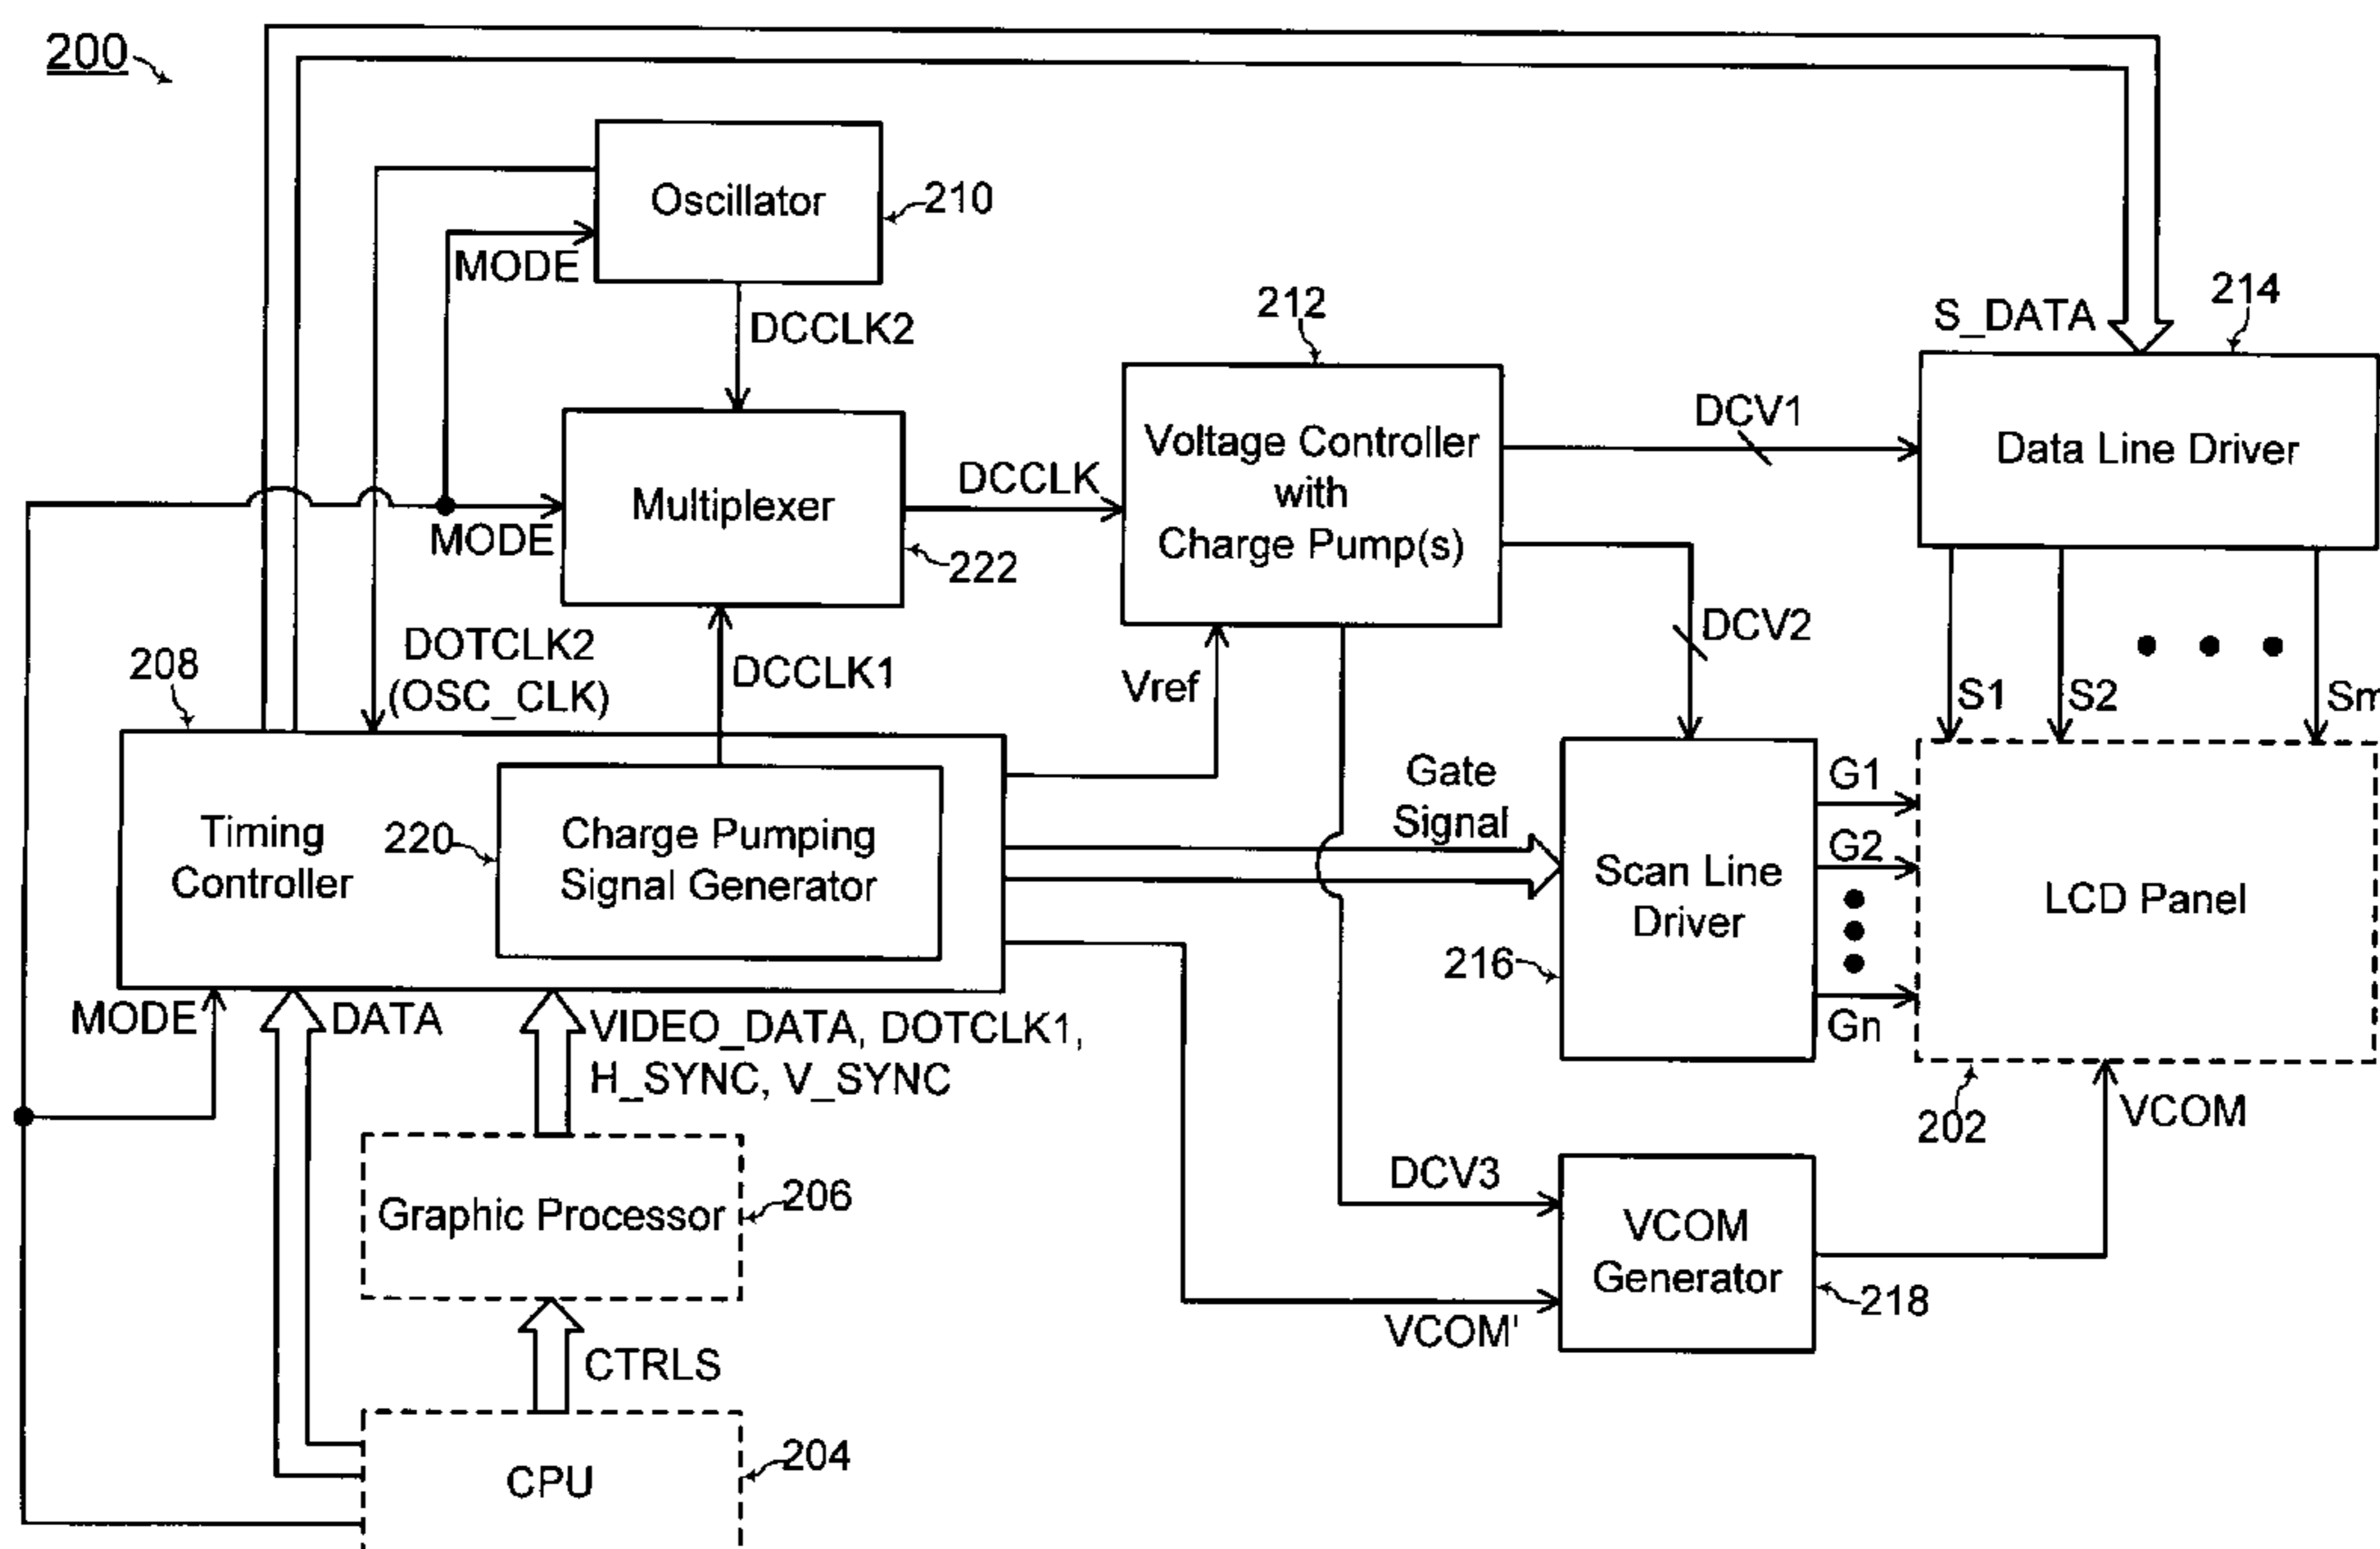 200
Oscillator
210
MODE
DCCLK2
212
S_DATA
214
Voltage Controller
with
Charge Pump(s)
DCV1
Data Line Driver
Multiplexer
DCCLK
MODE
222
DOTCLK2
(OSC_CLK)
DCCLK1
Vref
DCV2
S1
S2
Sm
208
Timing
Controller
220
Charge Pumping
Signal Generator
Gate
Signal
Scan Line
Driver
216
G1
G2
Gn
LCD Panel
MODE
DATA
VIDEO_DATA, DOTCLK1,
H_SYNC, V_SYNC
202
VCOM
Graphic Processor
206
DCV3
VCOM
Generator
218
VCOM'
CTRLS
CPU
204